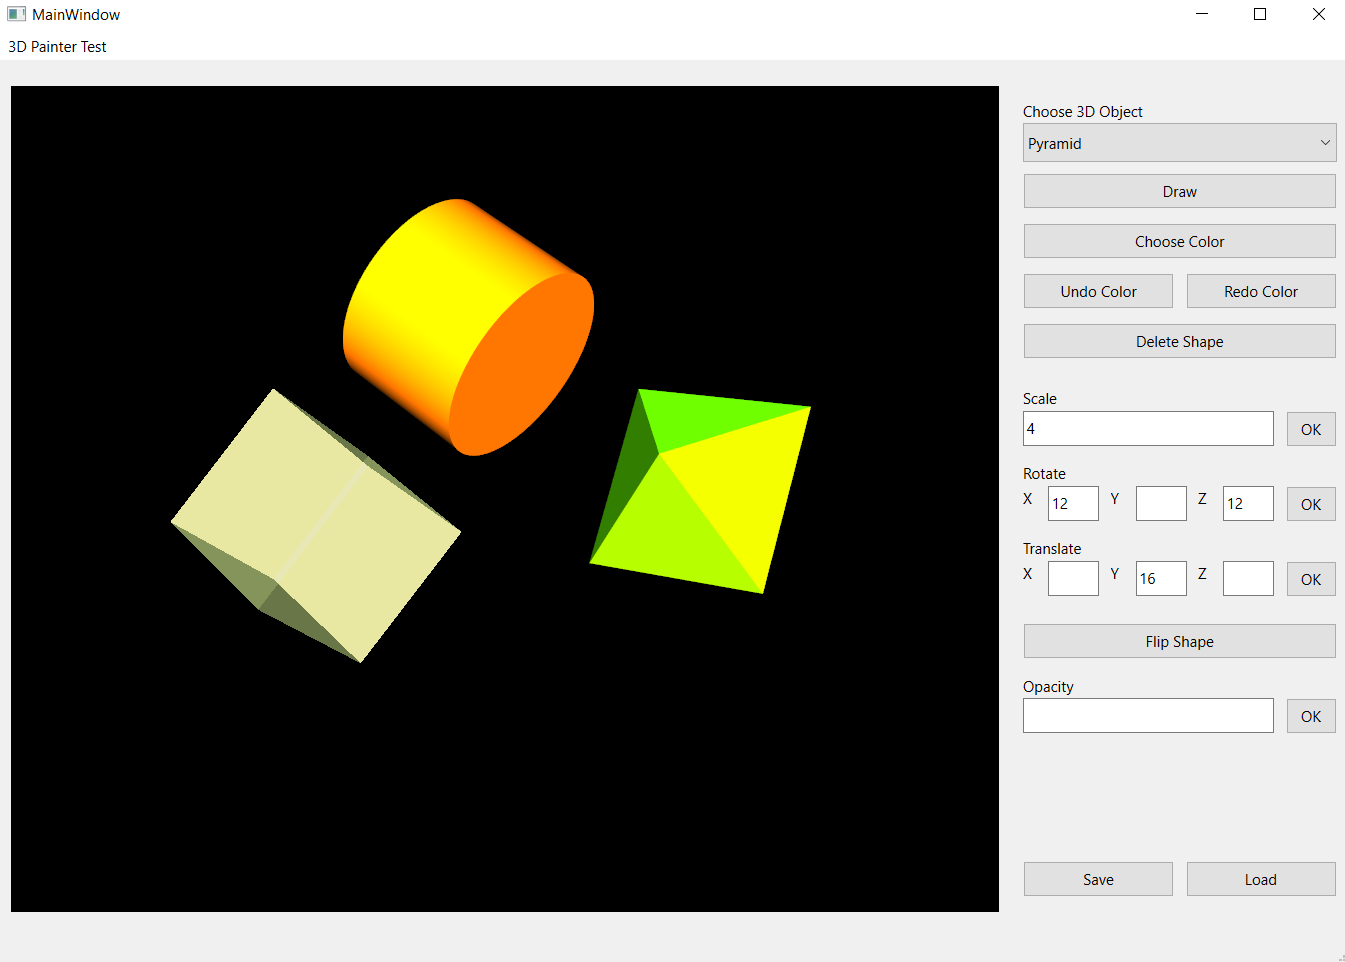 MainWindow
3D Painter Test
Choose 3D Object
Pyramid
Draw
Choose Color
Undo Color Redo Color
Delete Shape
Scale
4 OK
Rotate
X 12 Y Z 12 OK
Translate
X Y 16 Z OK
Flip Shape
Opacity
OK
Save Load